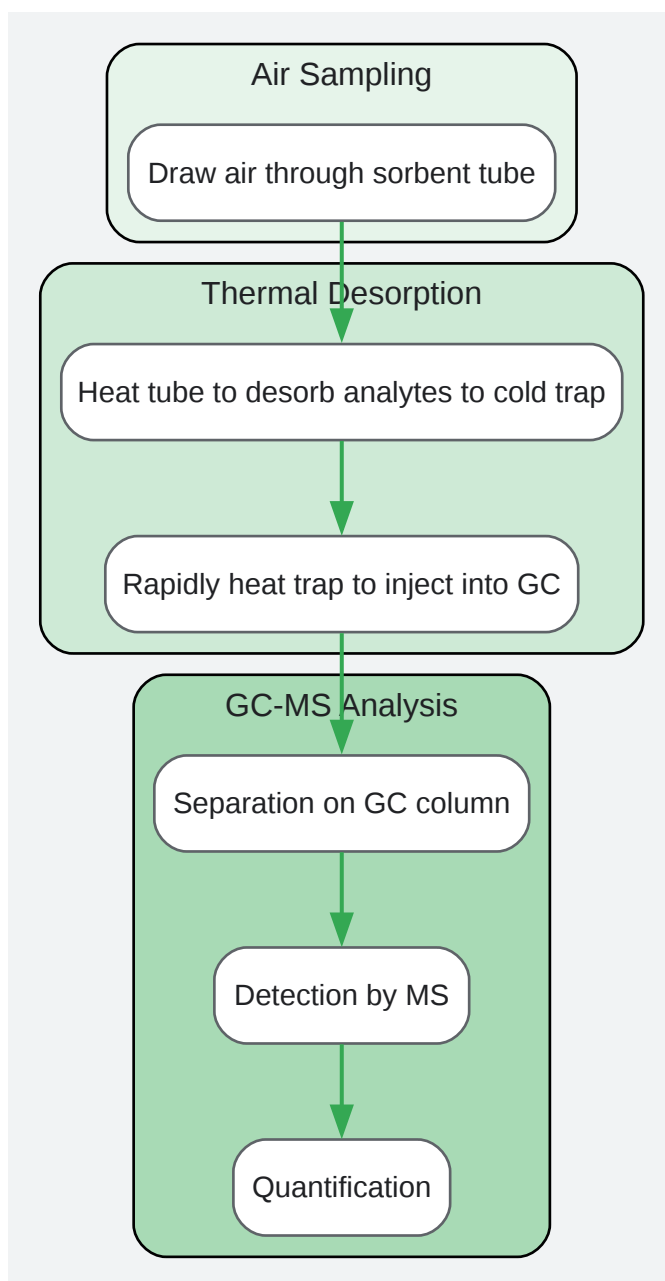 Air Sampling
Draw air through sorbent tube
Thermal Desorption
Heat tube to desorb analytes to cold trap
Rapidly heat trap to inject into GC
GC-MS Analysis
Separation on GC column
Detection by MS
Quantification